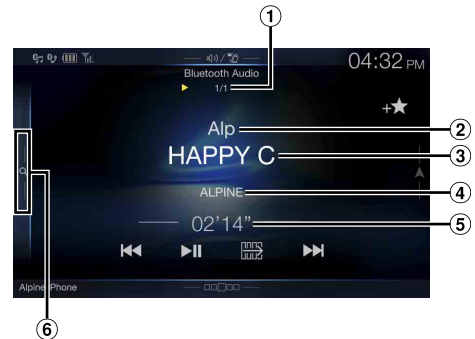 ①
04:32 PM
Bluetooth Audio
1/1
Alp
②
HAPPY C
③
ALPINE
④
02'14"
⑤
Alpine Phone
⑥